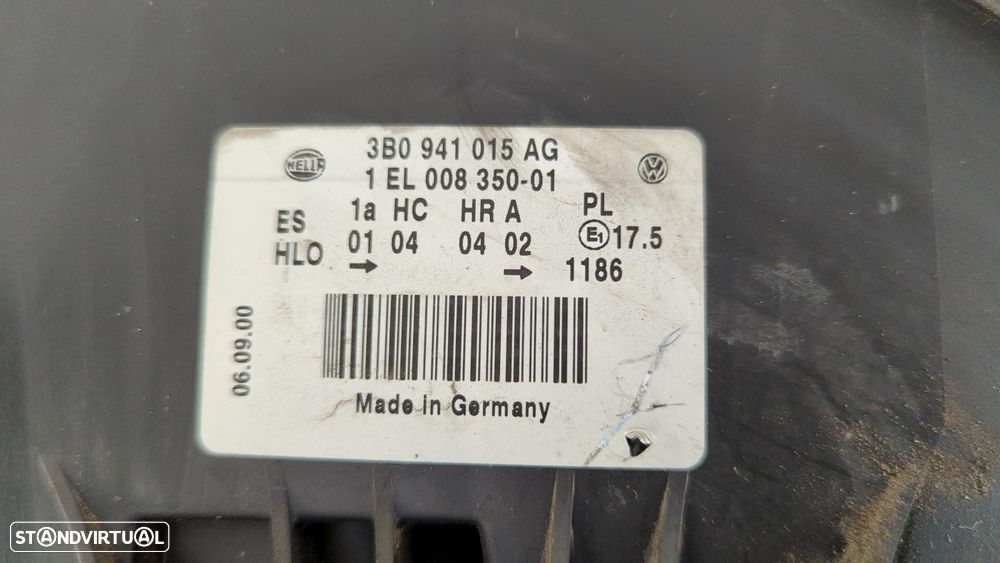 3B0 941 015 AG
HELLA
1 EL 008 350-01
ES 1a HC HR A PL
HLO 01 04 04 02 E1 17.5
→ → 1186
06.09.00
Made in Germany
STANDVIRTUAL